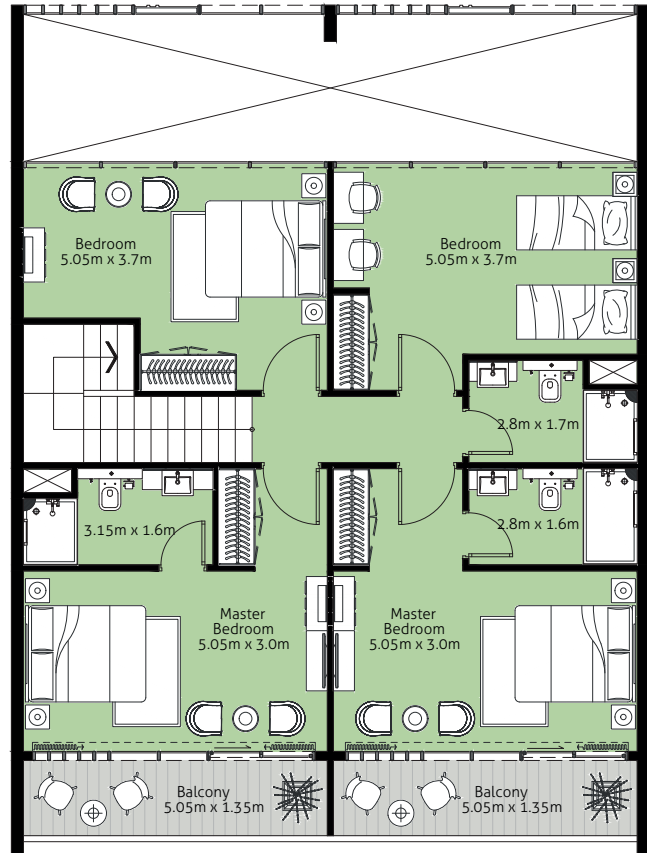 Bedroom
5.05m x 3.7m
Bedroom
5.05m x 3.7m
2.8m x 1.7m
3.15m x 1.6m
2.8m x 1.6m
Master
Bedroom
5.05m x 3.0m
Master
Bedroom
5.05m x 3.0m
Balcony
5.05m x 1.35m
Balcony
5.05m x 1.35m